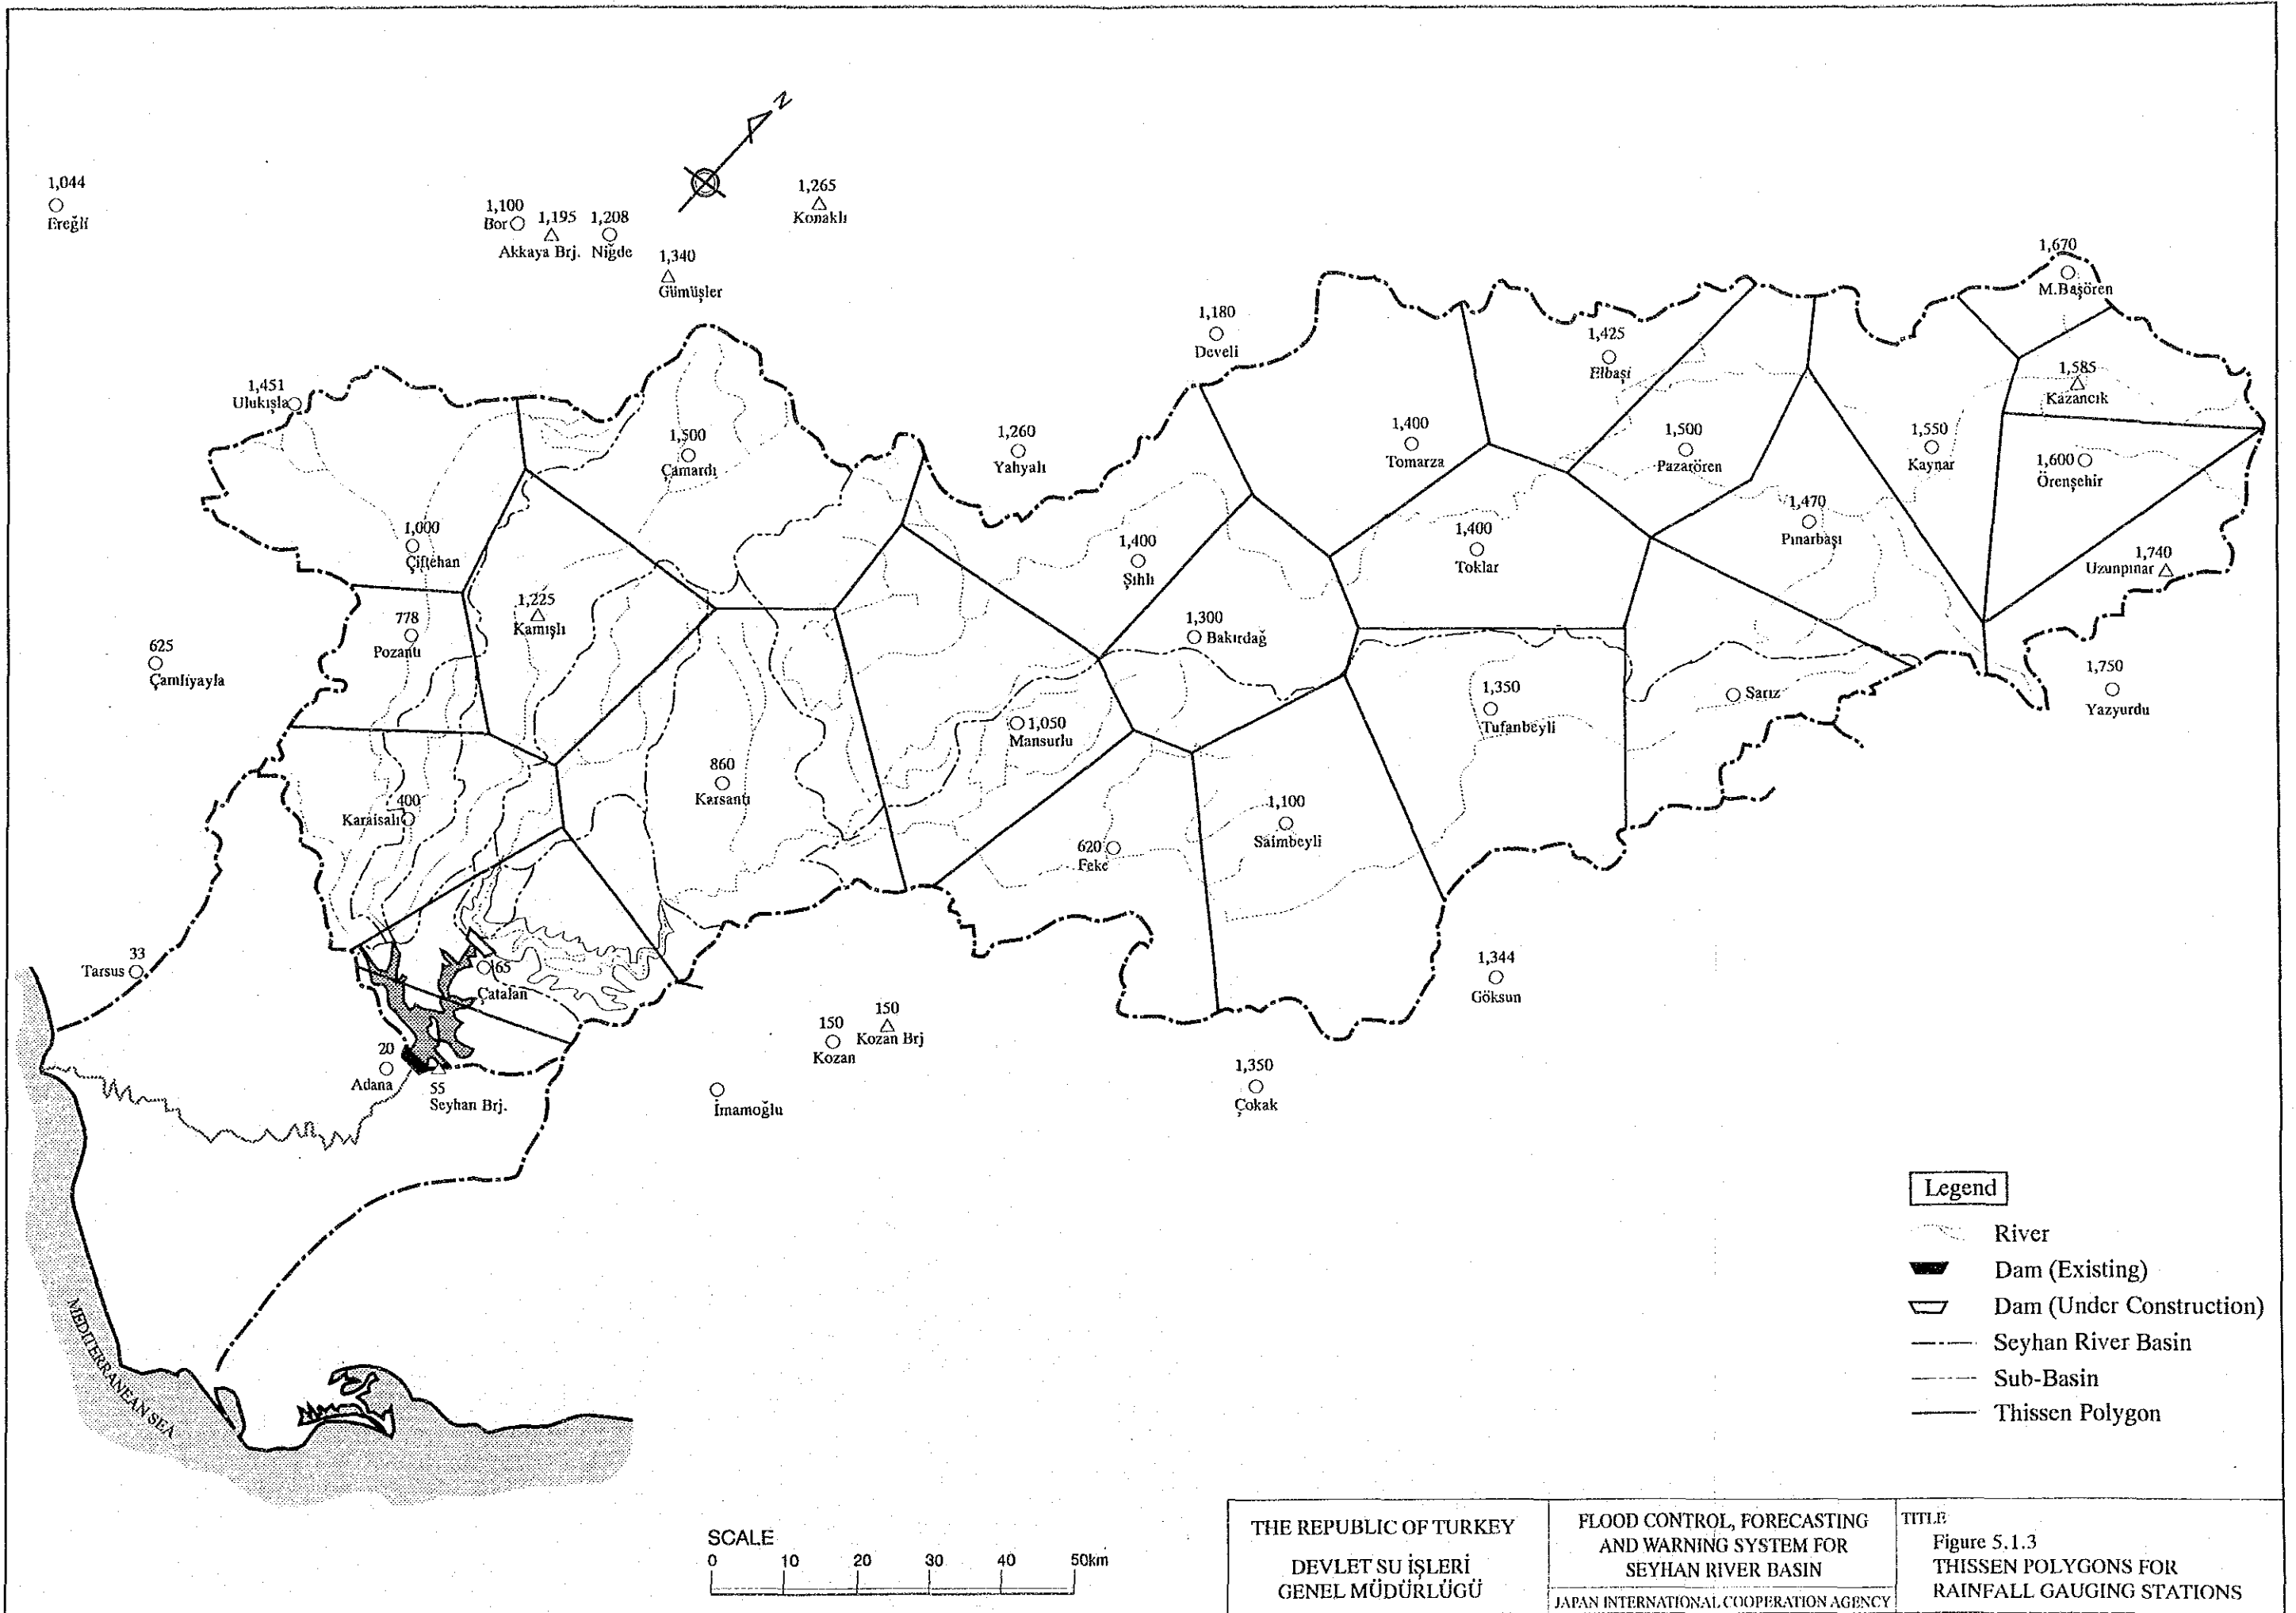 N
1,044
Ereğli
1,100
Bor
1,195
Akkaya Brj.
1,208
Niğde
1,340
Gümüşler
1,265
Konaklı
1,670
M.Başören
1,180
Develi
1,425
Elbaşi
1,585
Kazancık
1,451
Ulukışla
1,500
Çamardı
1,260
Yahyalı
1,400
Tomarza
1,500
Pazarören
1,550
Kaynar
1,600
Örenşehir
1,000
Çiftehan
1,400
Şıhlı
1,400
Toklar
1,470
Pınarbaşı
1,740
Uzunpınar
1,225
Kamışlı
778
Pozantı
1,300
Bakırdağ
625
Çamlıyayla
1,350
Tufanbeyli
Sarız
1,750
Yazyurdu
1,050
Mansurlu
860
Karsantı
400
Karaisalı
1,100
Saimbeyli
620
Feke
33
Tarsus
65
Çatalan
1,344
Göksun
150
Kozan
150
Kozan Brj
20
Adana
55
Seyhan Brj.
İmamoğlu
1,350
Çokak
MEDITERRANEAN SEA
Legend
River
Dam (Existing)
Dam (Under Construction)
Seyhan River Basin
Sub-Basin
Thissen Polygon
SCALE
0 10 20 30 40 50km
THE REPUBLIC OF TURKEY
DEVLET SU İŞLERİ
GENEL MÜDÜRLÜGÜ
FLOOD CONTROL, FORECASTING
AND WARNING SYSTEM FOR
SEYHAN RIVER BASIN
JAPAN INTERNATIONAL COOPERATION AGENCY
TITLE
Figure 5.1.3
THISSEN POLYGONS FOR
RAINFALL GAUGING STATIONS